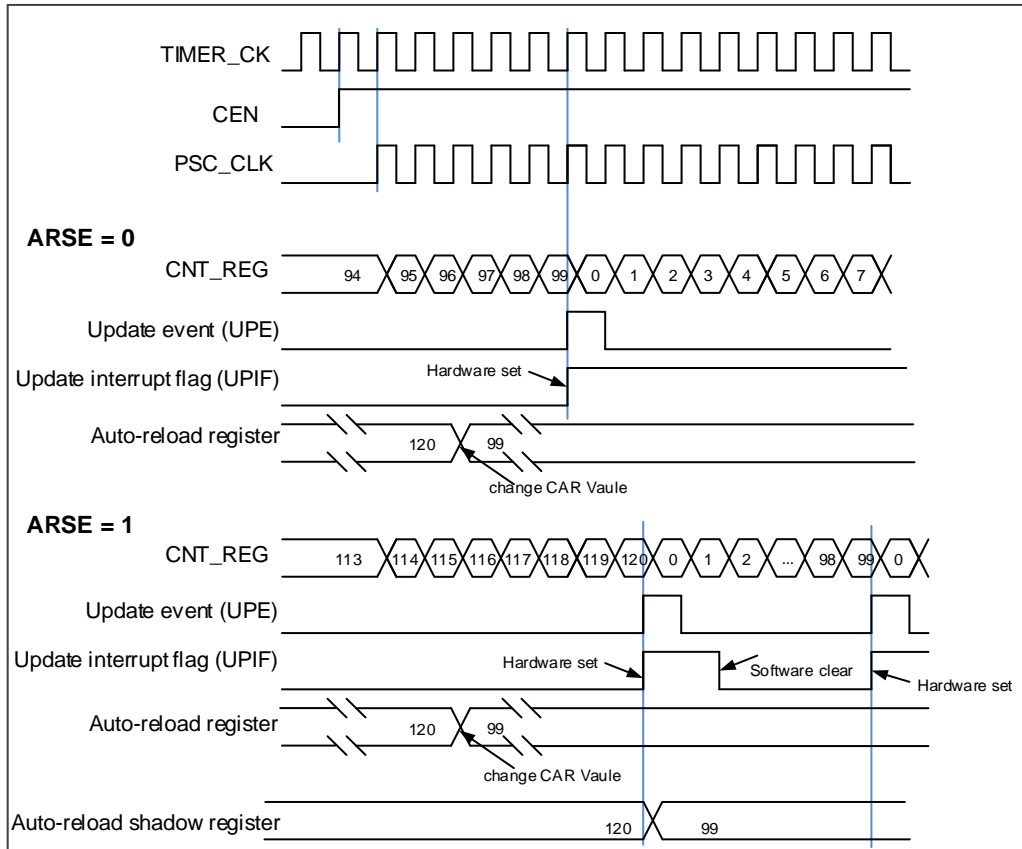 TIMER_CK
CEN
PSC_CLK
ARSE = 0
CNT_REG 94 95 96 97 98 99 0 1 2 3 4 5 6 7
Update event (UPE)
Update interrupt flag (UPIF) Hardware set
Auto-reload register 120 99
change CAR Vaule
ARSE = 1
CNT_REG 113 114 115 116 117 118 119 120 0 1 2 ... 98 99 0
Update event (UPE)
Update interrupt flag (UPIF) Hardware set Software clear Hardware set
Auto-reload register 120 99
change CAR Vaule
Auto-reload shadow register 120 99